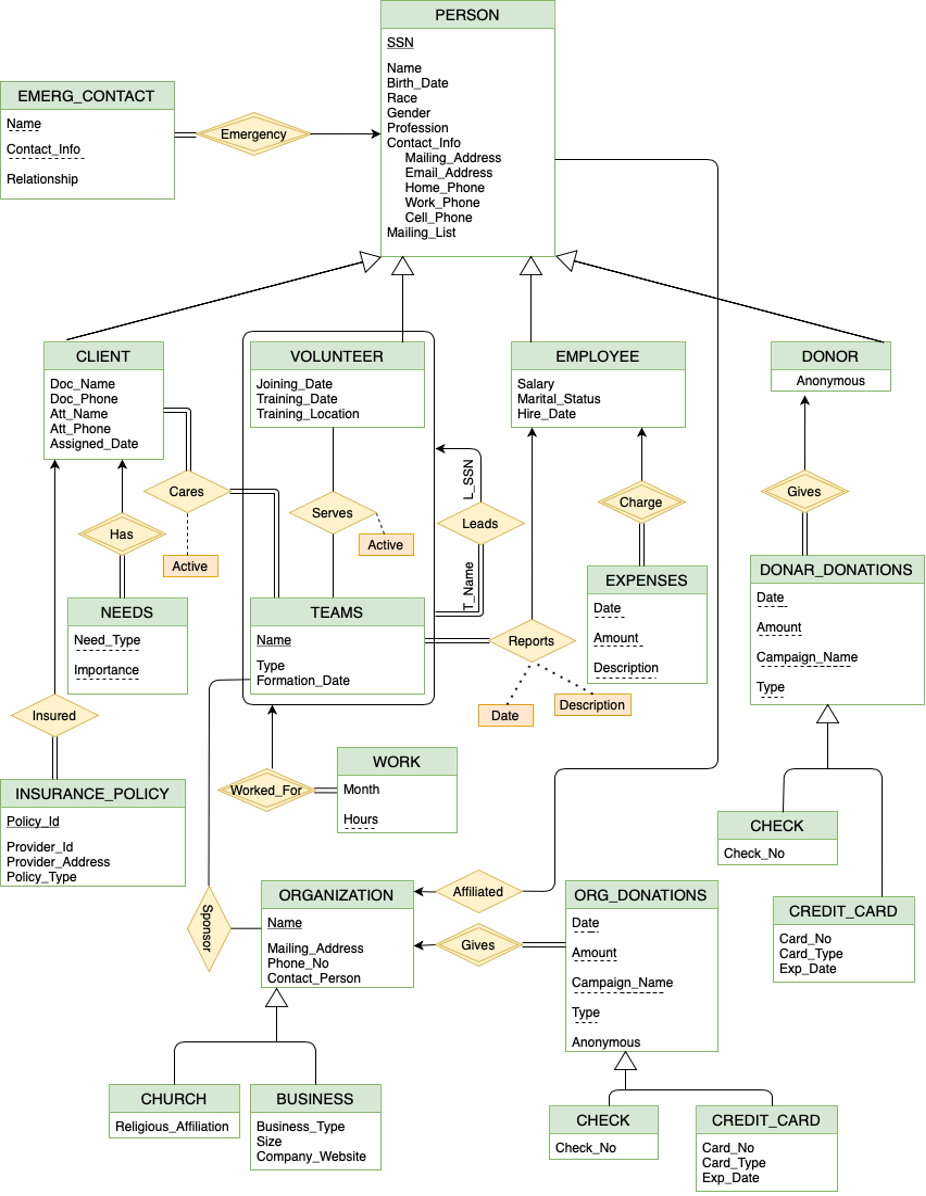 PERSON
SSN
Name
Birth_Date
Race
Gender
Profession
Contact_Info
Mailing_Address
Email_Address
Home_Phone
Work_Phone
Cell_Phone
Mailing_List
EMERG_CONTACT
Name
Contact_Info
Relationship
Emergency
CLIENT
Doc_Name
Doc_Phone
Att_Name
Att_Phone
Assigned_Date
VOLUNTEER
Joining_Date
Training_Date
Training_Location
EMPLOYEE
Salary
Marital_Status
Hire_Date
DONOR
Anonymous
Cares
Active
Has
Serves
Active
L_SSN
Leads
T_Name
Charge
Gives
NEEDS
Need_Type
Importance
TEAMS
Name
Type
Formation_Date
Reports
Date
Description
EXPENSES
Date
Amount
Description
DONAR_DONATIONS
Date
Amount
Campaign_Name
Type
Insured
INSURANCE_POLICY
Policy_Id
Provider_Id
Provider_Address
Policy_Type
Worked_For
WORK
Month
Hours
CHECK
Check_No
CREDIT_CARD
Card_No
Card_Type
Exp_Date
Sponsor
ORGANIZATION
Name
Mailing_Address
Phone_No
Contact_Person
Affiliated
Gives
ORG_DONATIONS
Date
Amount
Campaign_Name
Type
Anonymous
CHURCH
Religious_Affiliation
BUSINESS
Business_Type
Size
Company_Website
CHECK
Check_No
CREDIT_CARD
Card_No
Card_Type
Exp_Date